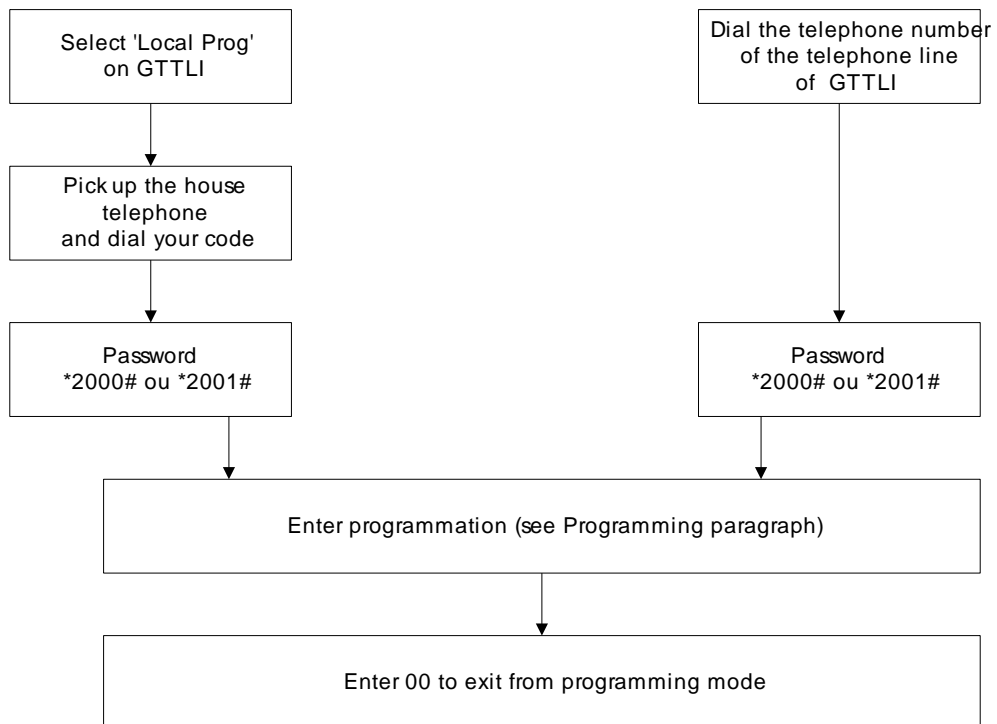 Select 'Local Prog'
on GTTLI
Dial the telephone number
of the telephone line
of GTTLI
Pick up the house
telephone
and dial your code
Password
*2000# ou *2001#
Password
*2000# ou *2001#
Enter programmation (see Programming paragraph)
Enter 00 to exit from programming mode